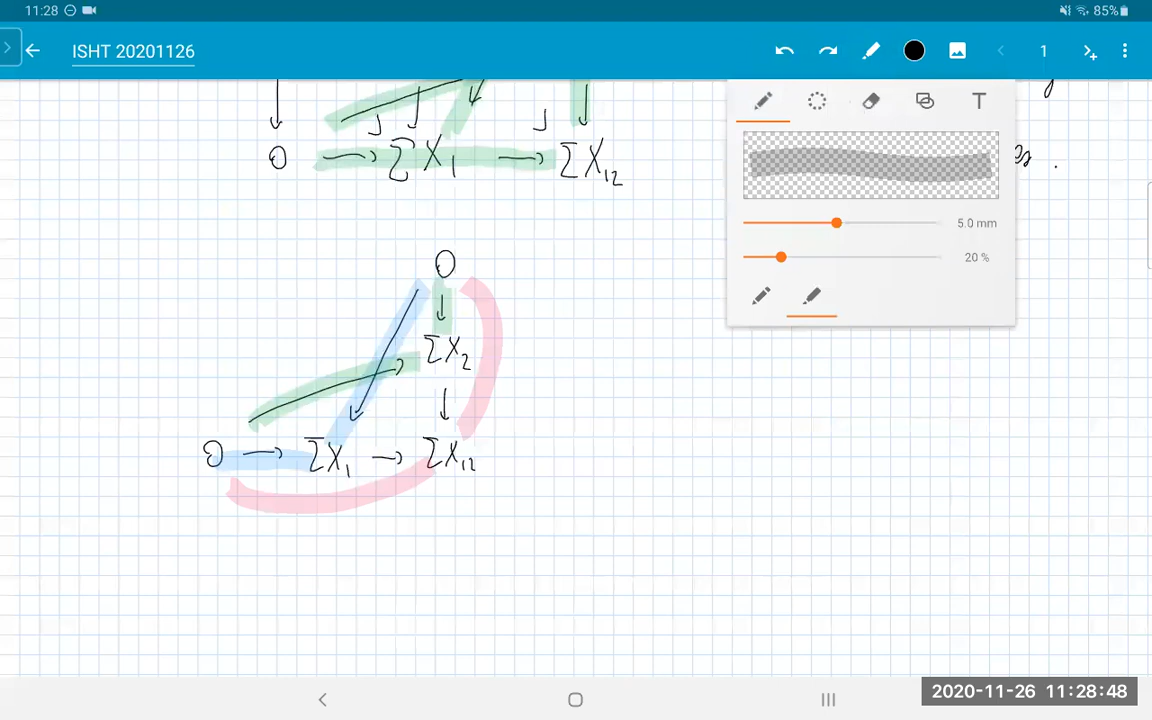 11:28 85%
ISHT 20201126 1 T
0 → ΣX₁ → ΣX₁₂
5.0 mm
20 %
0
↓
ΣX₂
↓
0 → ΣX₁ → ΣX₁₂
2020-11-26 11:28:48